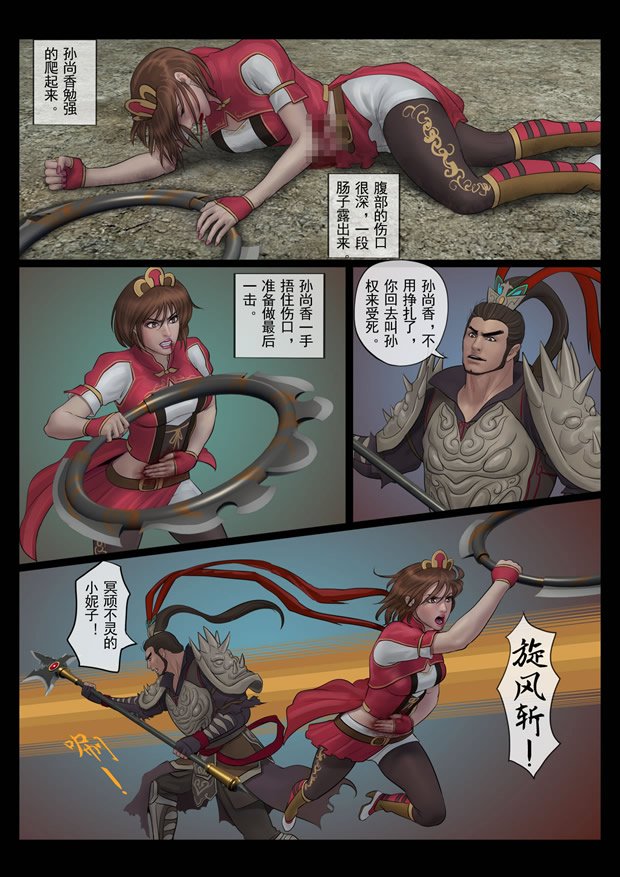 孙尚香勉强
的爬起来。
腹部的伤口
很深，一段
肠子露出来。
孙尚香一手
捂住伤口，
准备做最后
一击。
孙尚香，不
用挣扎了，
你回去叫孙
权来受死。
冥顽不灵的
小妮子！
唰！
旋风斩！